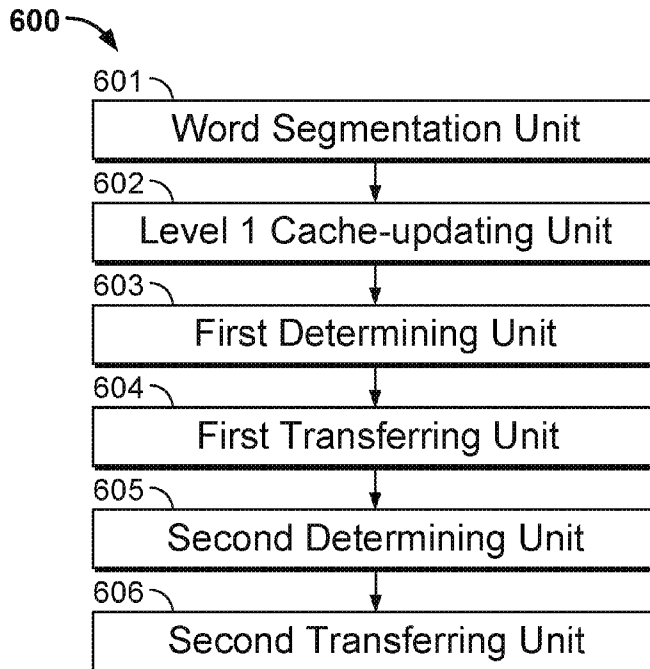 600
601
Word Segmentation Unit
602
Level 1 Cache-updating Unit
603
First Determining Unit
604
First Transferring Unit
605
Second Determining Unit
606
Second Transferring Unit